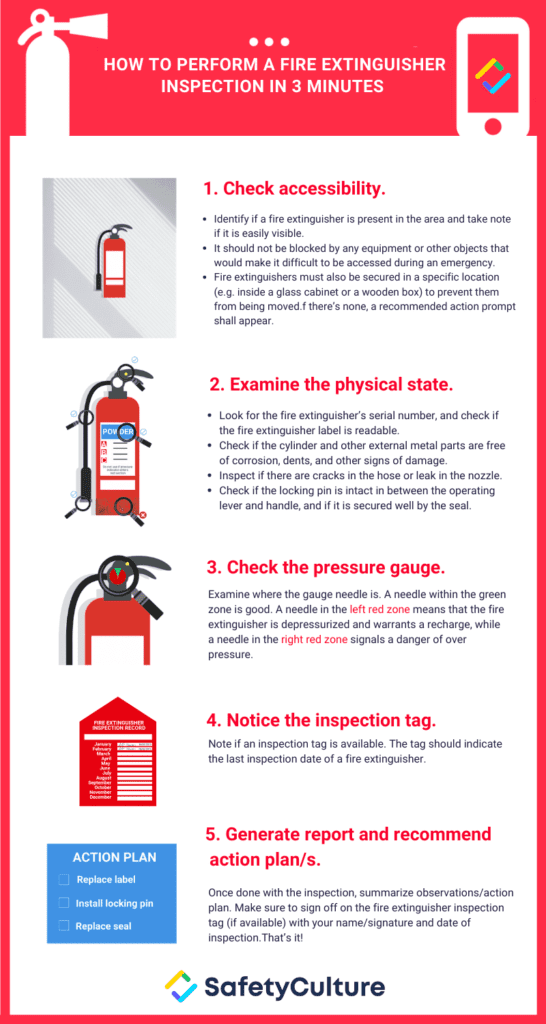 HOW TO PERFORM A FIRE EXTINGUISHER
INSPECTION IN 3 MINUTES
1. Check accessibility.
• Identify if a fire extinguisher is present in the area and take note
if it is easily visible.
• It should not be blocked by any equipment or other objects that
would make it difficult to be accessed during an emergency.
• Fire extinguishers must also be secured in a specific location
(e.g. inside a glass cabinet or a wooden box) to prevent them
from being moved.f there's none, a recommended action prompt
shall appear.
POWDER
A
B
C
2. Examine the physical state.
• Look for the fire extinguisher's serial number, and check if
the fire extinguisher label is readable.
• Check if the cylinder and other external metal parts are free
of corrosion, dents, and other signs of damage.
• Inspect if there are cracks in the hose or leak in the nozzle.
• Check if the locking pin is intact in between the operating
lever and handle, and if it is secured well by the seal.
3. Check the pressure gauge.
Examine where the gauge needle is. A needle within the green
zone is good. A needle in the left red zone means that the fire
extinguisher is depressurized and warrants a recharge, while
a needle in the right red zone signals a danger of over
pressure.
FIRE EXTINGUISHER
INSPECTION RECORD
January
February
March
April
May
June
July
August
September
October
November
December
4. Notice the inspection tag.
Note if an inspection tag is available. The tag should indicate
the last inspection date of a fire extinguisher.
ACTION PLAN
Replace label
Install locking pin
Replace seal
5. Generate report and recommend
action plan/s.
Once done with the inspection, summarize observations/action
plan. Make sure to sign off on the fire extinguisher inspection
tag (if available) with your name/signature and date of
inspection.That's it!
SafetyCulture